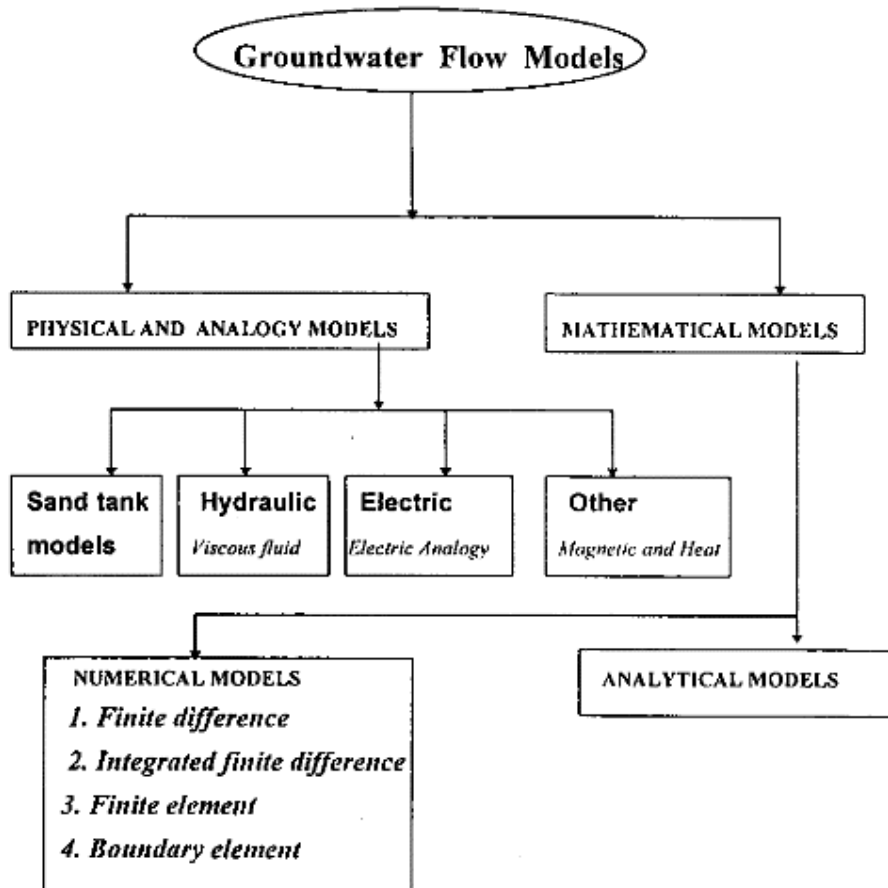 Groundwater Flow Models
PHYSICAL AND ANALOGY MODELS
MATHEMATICAL MODELS
Sand tank
models
Hydraulic
Viscous fluid
Electric
Electric Analogy
Other
Magnetic and Heat
NUMERICAL MODELS
1. Finite difference
2. Integrated finite difference
3. Finite element
4. Boundary element
ANALYTICAL MODELS